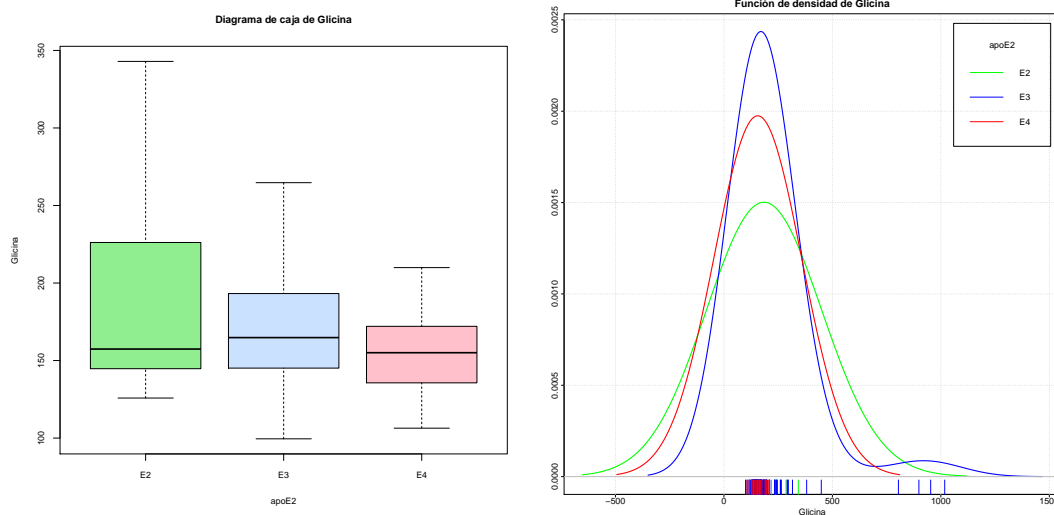 Diagrama de caja de Glicina
350
300
250
200
150
100
Glicina
E2
E3
E4
apoE2
Función de densidad de Glicina
0.0025
0.0020
0.0015
0.0010
0.0005
0.0000
apoE2
E2
E3
E4
−500
0
500
1000
Glicina